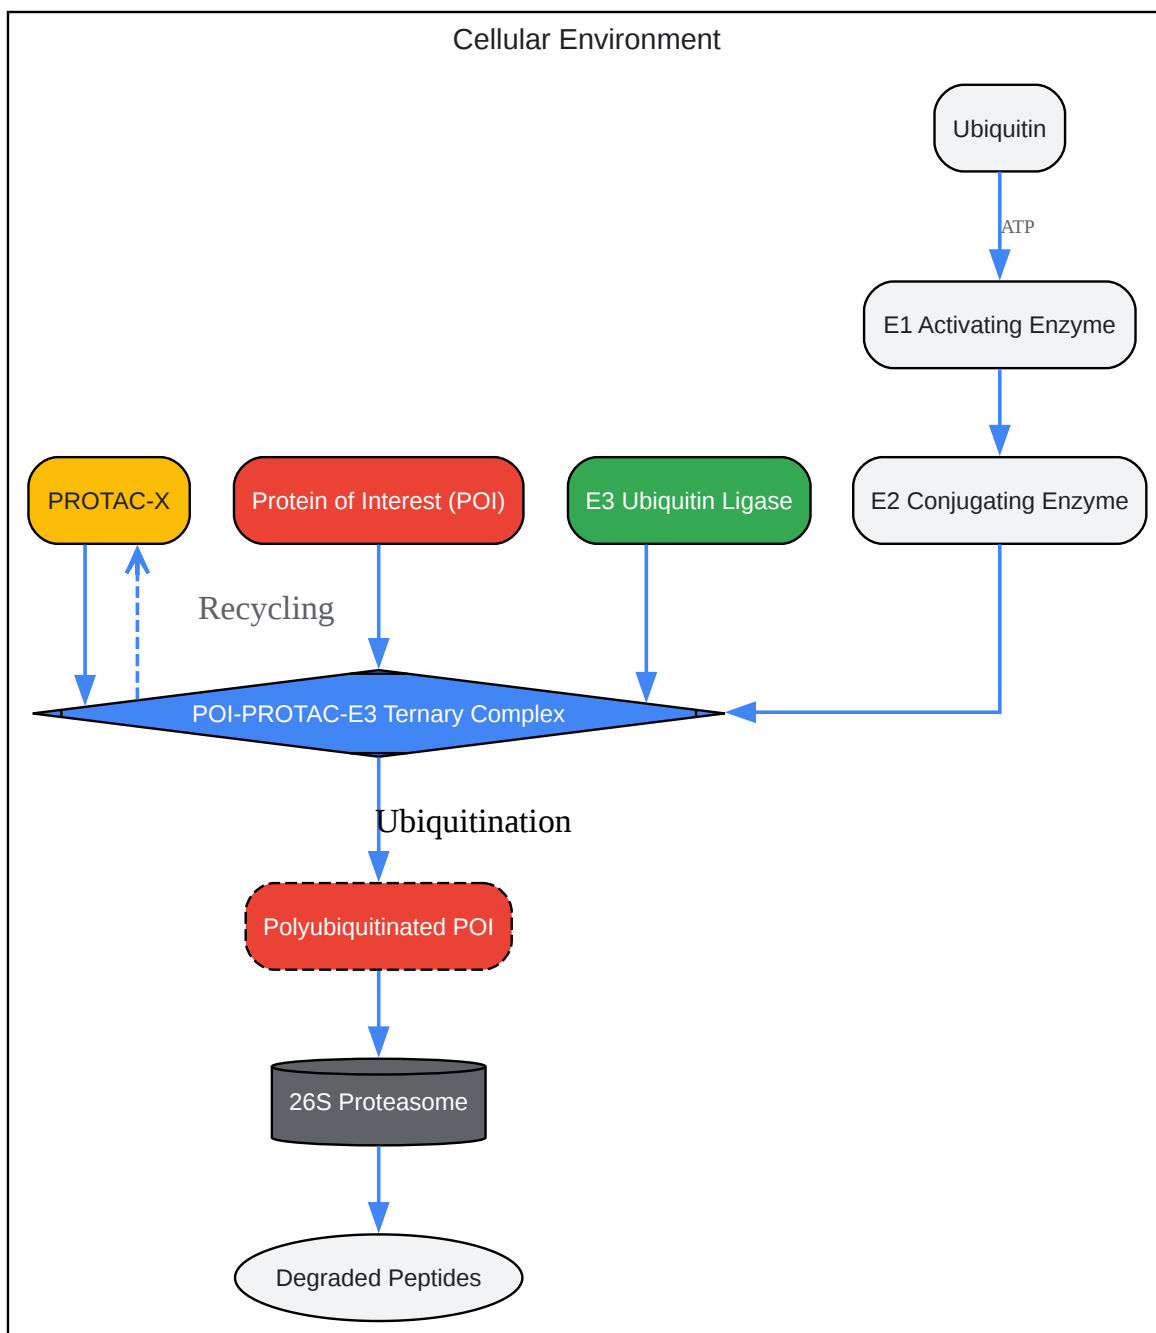 Cellular Environment
Ubiquitin
ATP
E1 Activating Enzyme
PROTAC-X
Protein of Interest (POI)
E3 Ubiquitin Ligase
E2 Conjugating Enzyme
Recycling
POI-PROTAC-E3 Ternary Complex
Ubiquitination
Polyubiquitinated POI
26S Proteasome
Degraded Peptides